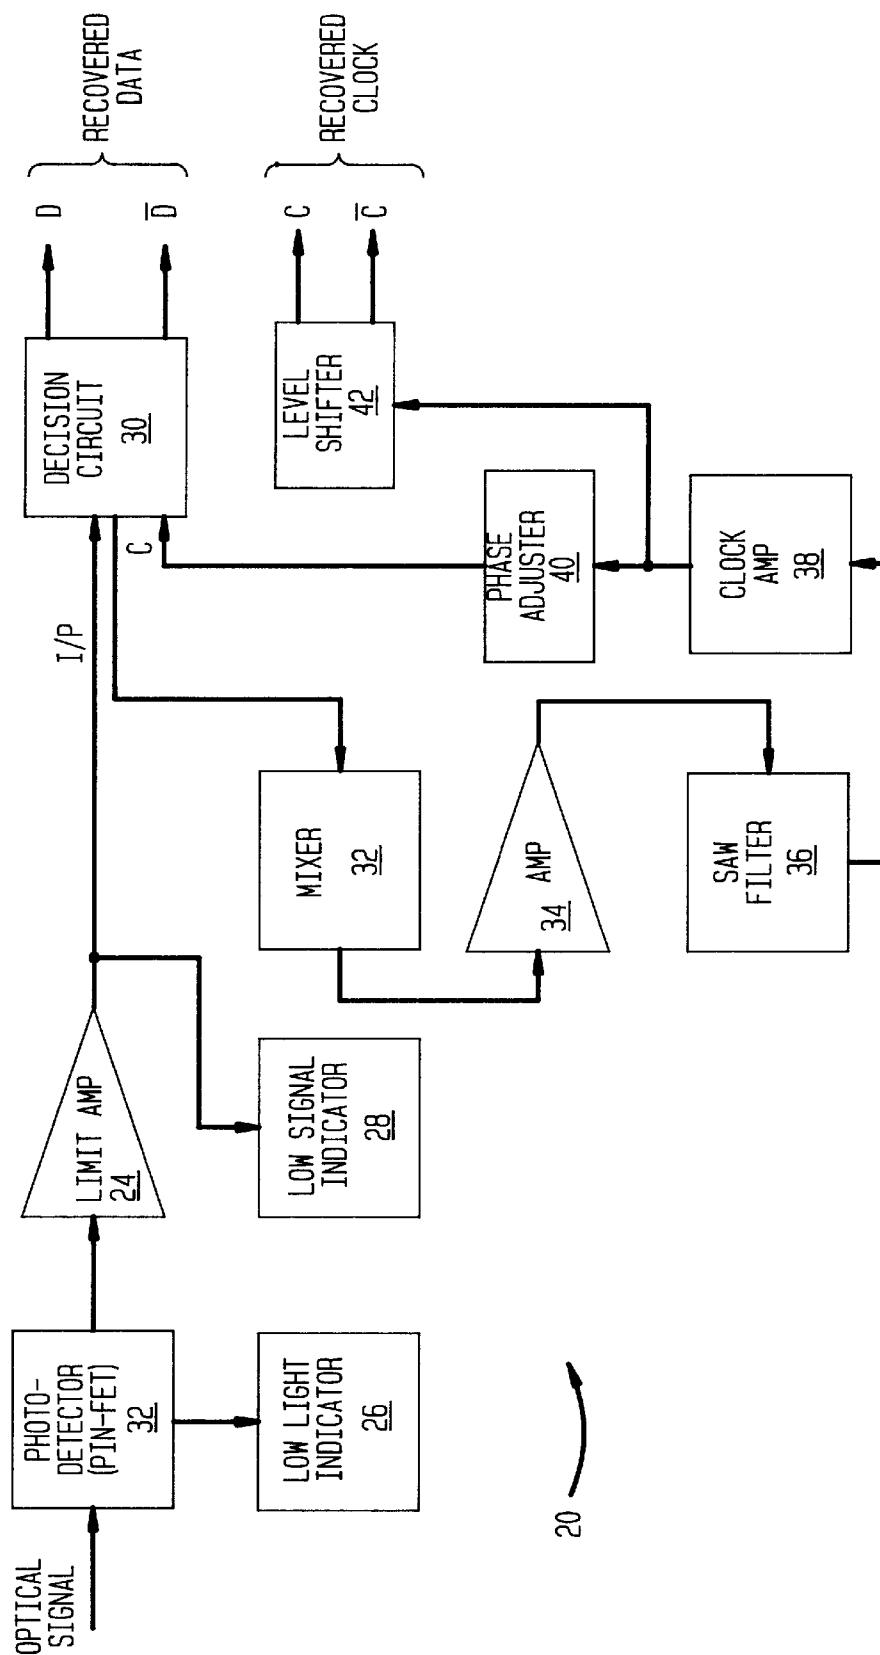 OPTICAL
SIGNAL
PHOTO-
DETECTOR
(PIN-FET)
32
LOW LIGHT
INDICATOR
26
LIMIT AMP
24
LOW SIGNAL
INDICATOR
28
I/P
C
DECISION
CIRCUIT
30
D
D̅
RECOVERED
DATA
MIXER
32
AMP
34
SAW
FILTER
36
CLOCK
AMP
38
PHASE
ADJUSTER
40
LEVEL
SHIFTER
42
C
C̅
RECOVERED
CLOCK
20